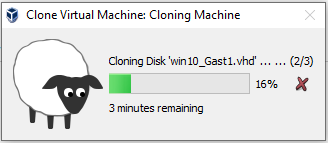 Clone Virtual Machine: Cloning Machine
Cloning Disk 'win10_Gast1.vhd' ... ... (2/3)
16%
3 minutes remaining